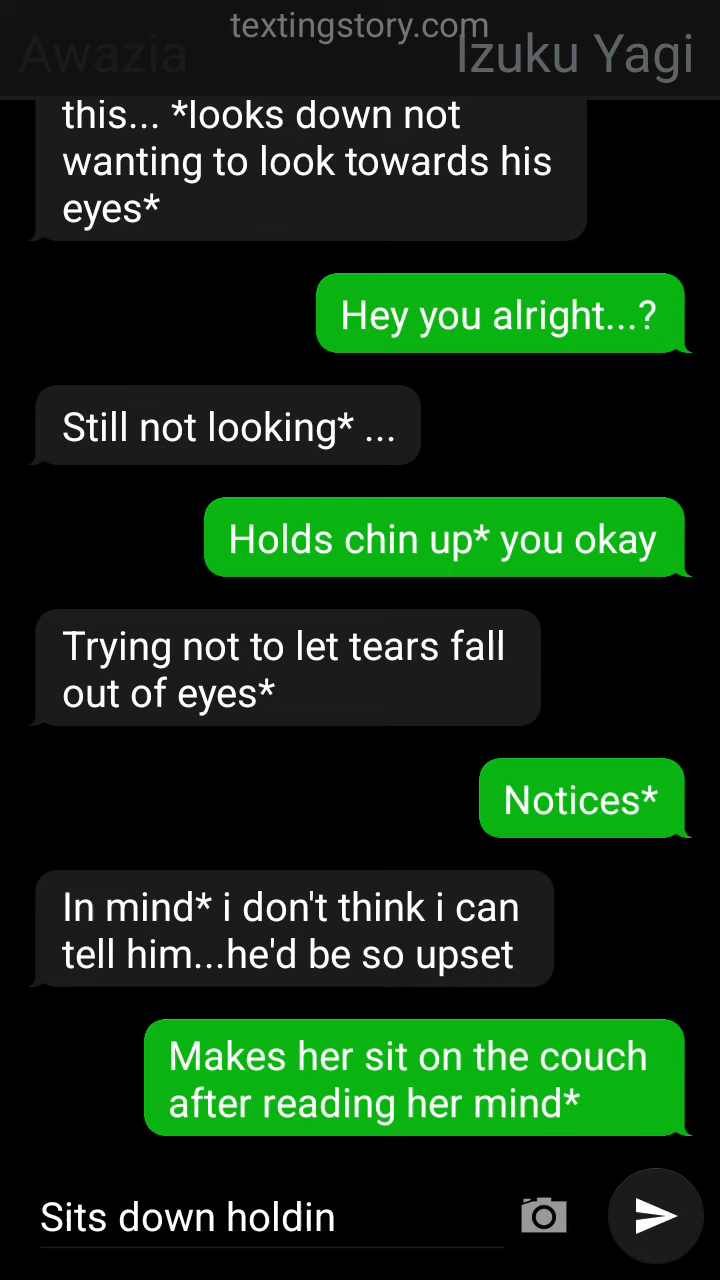 textingstory.com
Awazia
Izuku Yagi
this... *looks down not
wanting to look towards his
eyes*
Hey you alright...?
Still not looking* ...
Holds chin up* you okay
Trying not to let tears fall
out of eyes*
Notices*
In mind* i don't think i can
tell him...he'd be so upset
Makes her sit on the couch
after reading her mind*
Sits down holdin